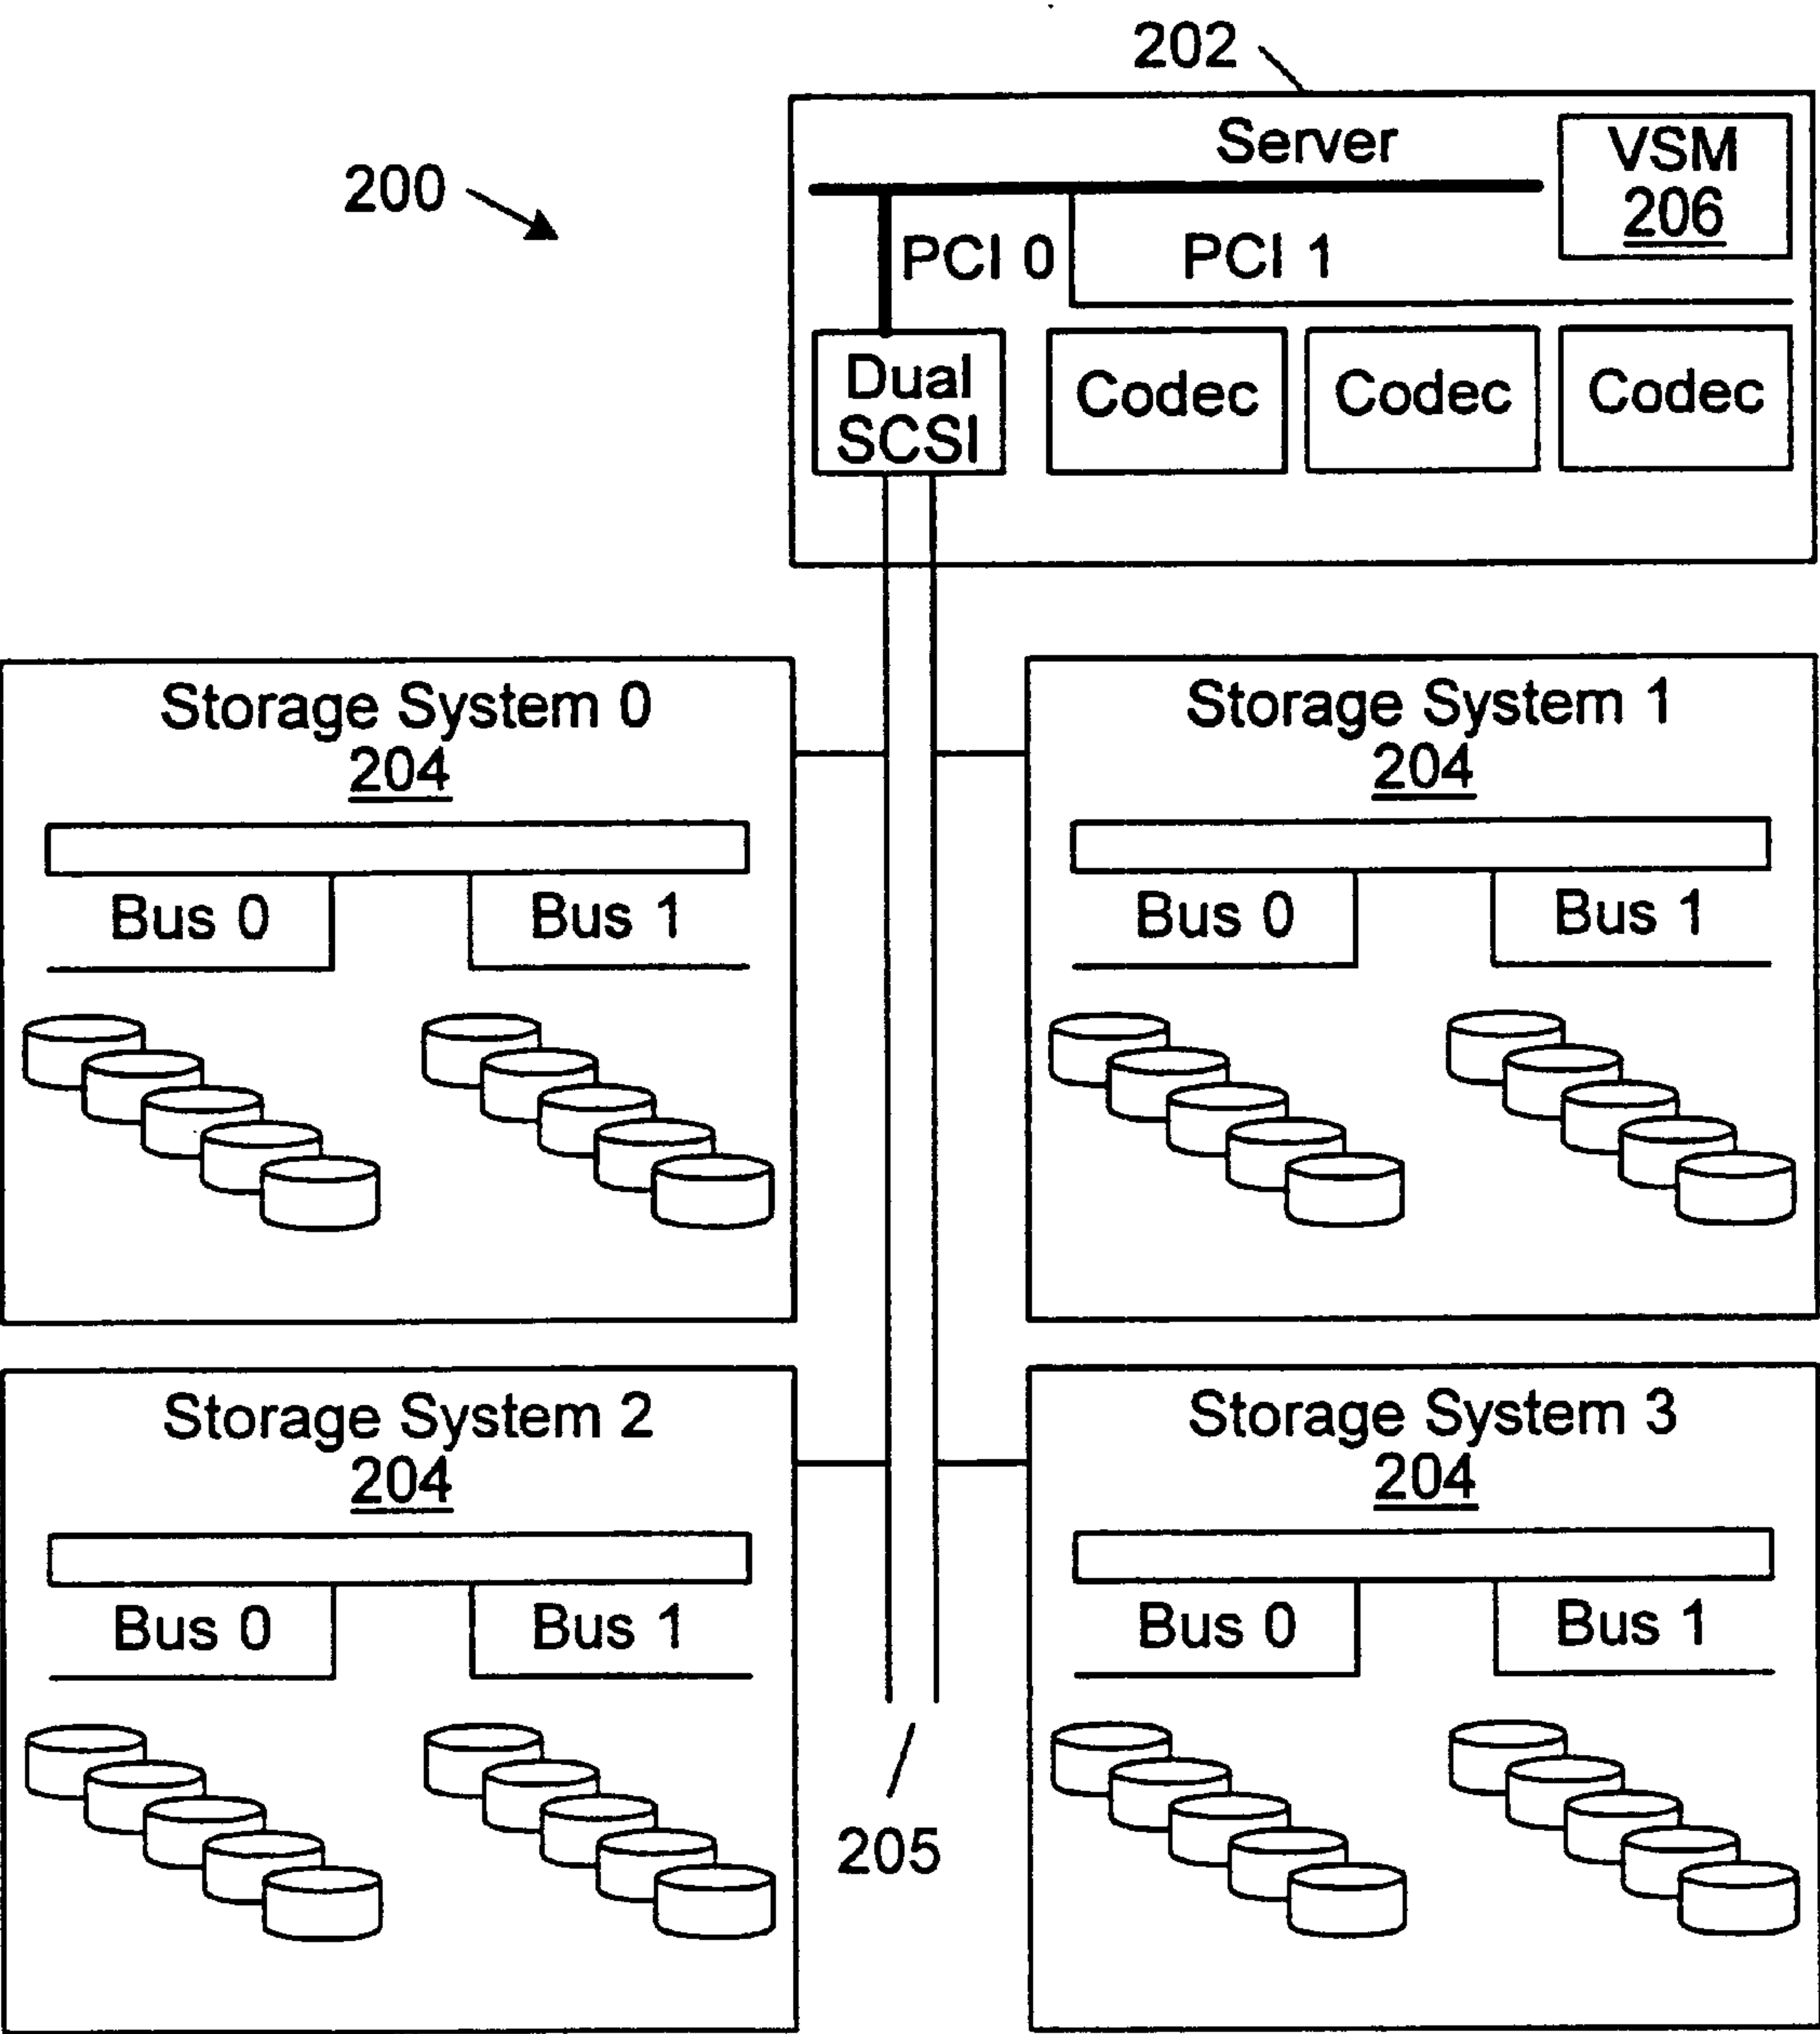 202
Server
VSM
206
200
PCI 0
PCI 1
Dual
SCSI
Codec
Codec
Codec
Storage System 0
204
Bus 0
Bus 1
Storage System 1
204
Bus 0
Bus 1
Storage System 2
204
Bus 0
Bus 1
Storage System 3
204
Bus 0
Bus 1
205